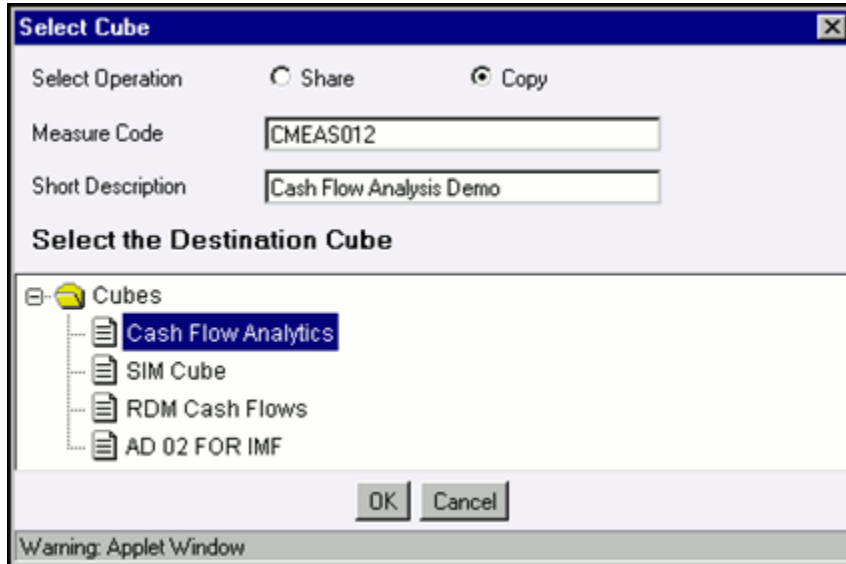 Select Cube
Select Operation Share Copy
Measure Code CMEAS012
Short Description Cash Flow Analysis Demo
Select the Destination Cube
Cubes
Cash Flow Analytics
SIM Cube
RDM Cash Flows
AD 02 FOR IMF
OK Cancel
Warning: Applet Window